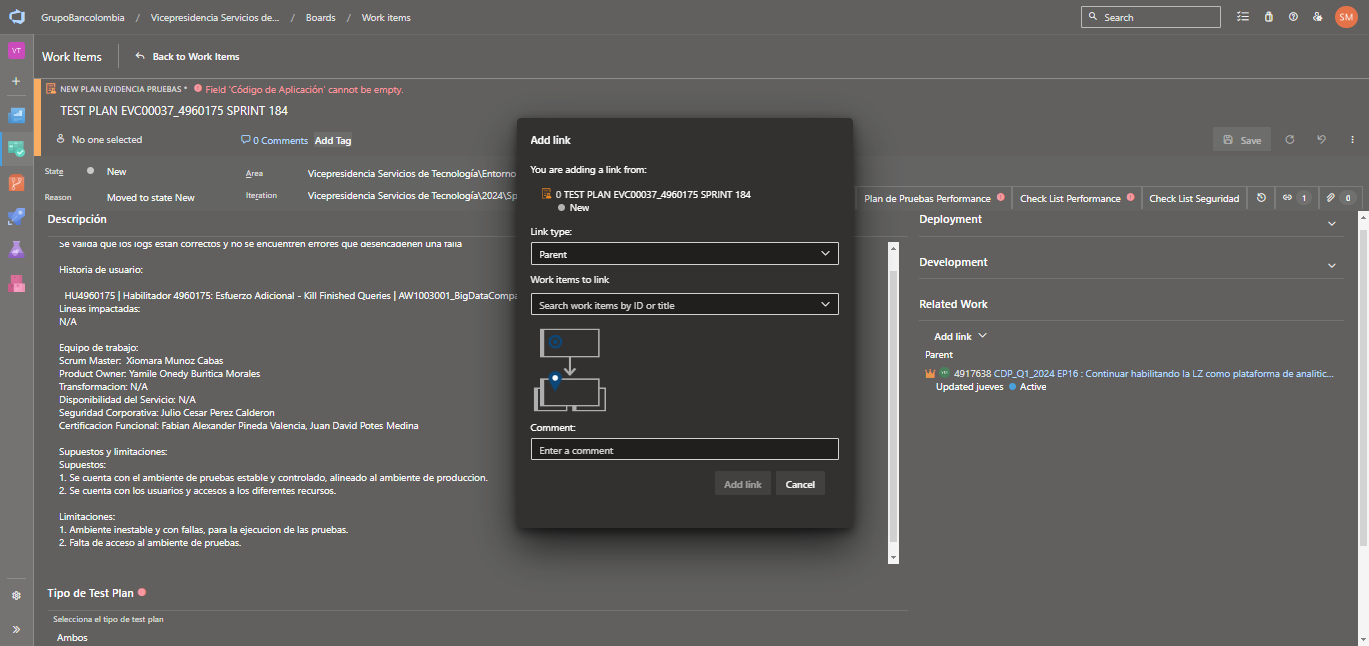 GrupoBancolombia / Vicepresidencia Servicios de... / Boards / Work items
Search
SM
VT
Work Items
Back to Work Items
NEW PLAN EVIDENCIA PRUEBAS * Field 'Código de Aplicación' cannot be empty.
TEST PLAN EVC00037_4960175 SPRINT 184
No one selected
0 Comments
Add Tag
Save
State
New
Area
Vicepresidencia Servicios de Tecnología\Entorno
Reason
Moved to state New
Iteration
Vicepresidencia Servicios de Tecnología\2024\Sp
Plan de Pruebas Performance
Check List Performance
Check List Seguridad
1
0
Descripción
Se valida que los logs estan correctos y no se encuentren errores que desencadenen una falla
Historia de usuario:
HU4960175 | Habilitador 4960175: Esfuerzo Adicional - Kill Finished Queries | AW1003001_BigDataCompa
Lineas impactadas:
N/A
Equipo de trabajo:
Scrum Master: Xiomara Munoz Cabas
Product Owner: Yamile Onedy Buritica Morales
Transformacion: N/A
Disponibilidad del Servicio: N/A
Seguridad Corporativa: Julio Cesar Perez Calderon
Certificacion Funcional: Fabian Alexander Pineda Valencia, Juan David Potes Medina
Supuestos y limitaciones:
Supuestos:
1. Se cuenta con el ambiente de pruebas estable y controlado, alineado al ambiente de produccion.
2. Se cuenta con los usuarios y accesos a los diferentes recursos.
Limitaciones:
1. Ambiente inestable y con fallas, para la ejecucion de las pruebas.
2. Falta de acceso al ambiente de pruebas.
Tipo de Test Plan
Selecciona el tipo de test plan
Ambos
Add link
You are adding a link from:
0 TEST PLAN EVC00037_4960175 SPRINT 184
New
Link type:
Parent
Work items to link
Search work items by ID or title
Comment:
Enter a comment
Add link
Cancel
Deployment
Development
Related Work
Add link
Parent
4917638 CDP_Q1_2024 EP16 : Continuar habilitando la LZ como plataforma de analitic...
Updated jueves
Active